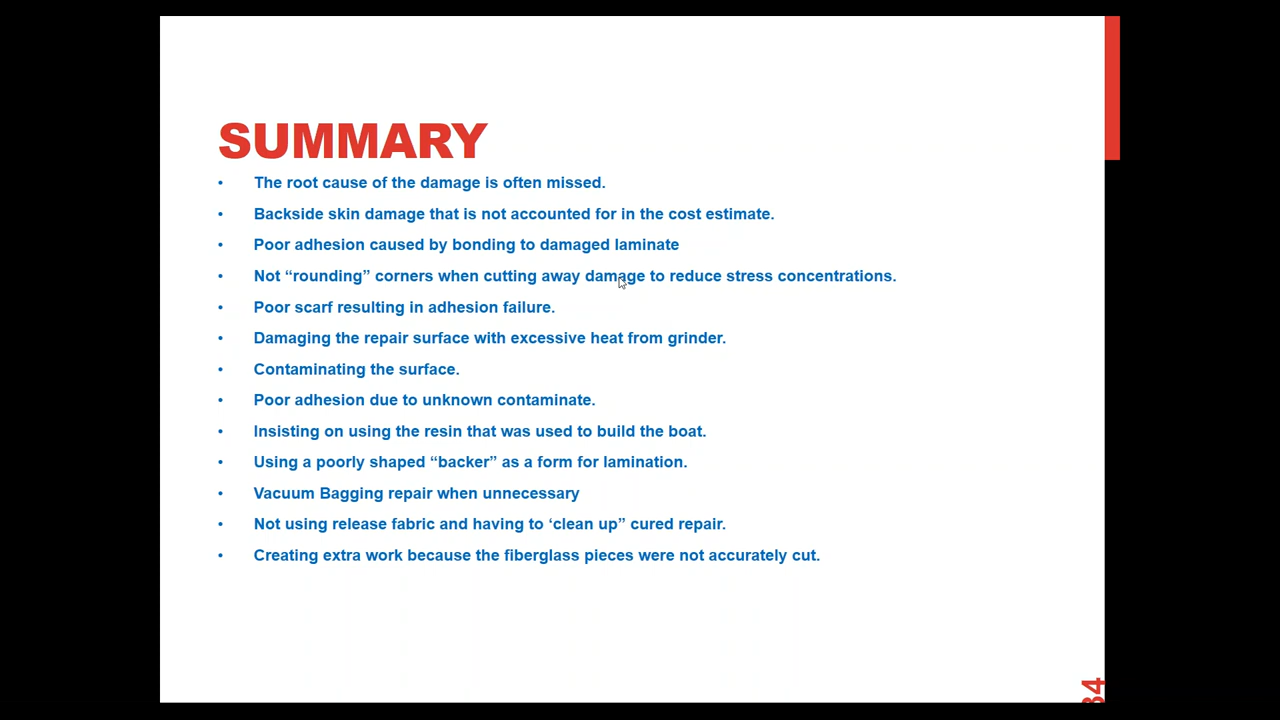 SUMMARY
• The root cause of the damage is often missed.
• Backside skin damage that is not accounted for in the cost estimate.
• Poor adhesion caused by bonding to damaged laminate
• Not “rounding” corners when cutting away damage to reduce stress concentrations.
• Poor scarf resulting in adhesion failure.
• Damaging the repair surface with excessive heat from grinder.
• Contaminating the surface.
• Poor adhesion due to unknown contaminate.
• Insisting on using the resin that was used to build the boat.
• Using a poorly shaped “backer” as a form for lamination.
• Vacuum Bagging repair when unnecessary
• Not using release fabric and having to ‘clean up” cured repair.
• Creating extra work because the fiberglass pieces were not accurately cut.